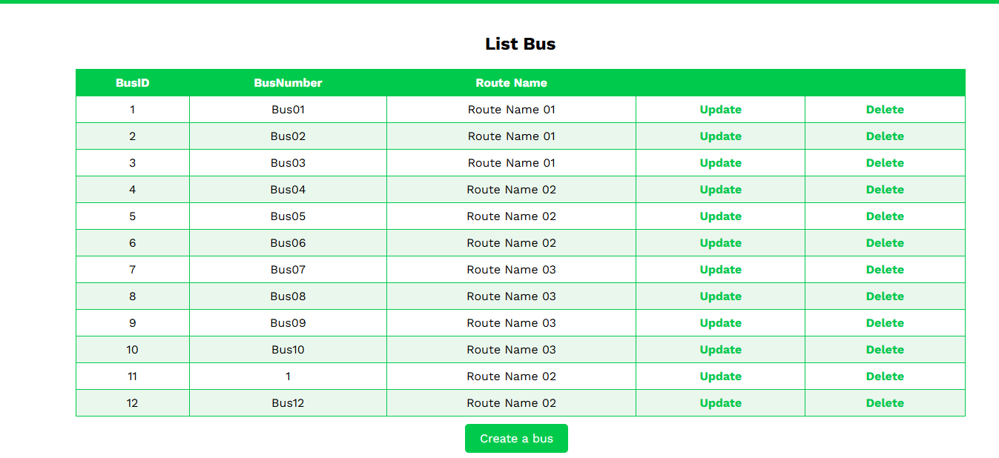 List Bus
BusID BusNumber Route Name
1 Bus01 Route Name 01 Update Delete
2 Bus02 Route Name 01 Update Delete
3 Bus03 Route Name 01 Update Delete
4 Bus04 Route Name 02 Update Delete
5 Bus05 Route Name 02 Update Delete
6 Bus06 Route Name 02 Update Delete
7 Bus07 Route Name 03 Update Delete
8 Bus08 Route Name 03 Update Delete
9 Bus09 Route Name 03 Update Delete
10 Bus10 Route Name 03 Update Delete
11 1 Route Name 02 Update Delete
12 Bus12 Route Name 02 Update Delete
Create a bus